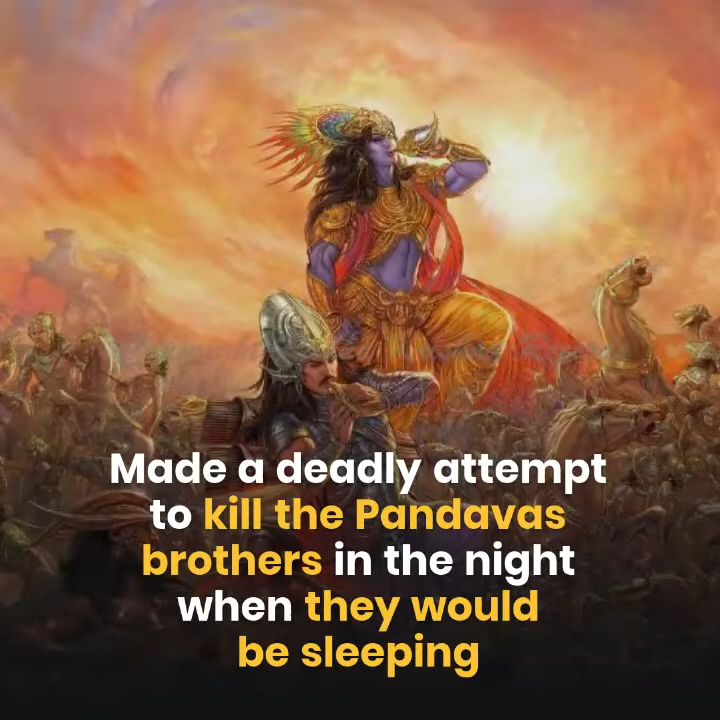 Made a deadly attempt
to kill the Pandavas
brothers in the night
when they would
be sleeping